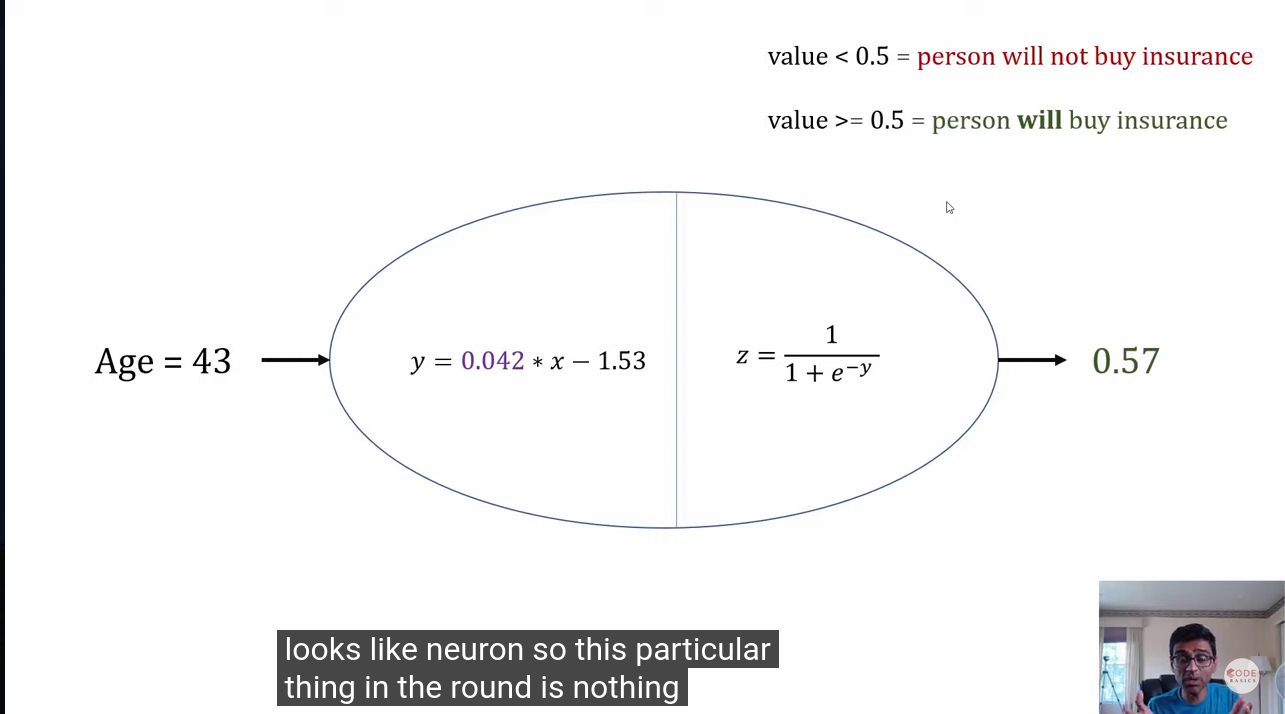 value < 0.5 = person will not buy insurance
value >= 0.5 = person will buy insurance
Age = 43
y = 0.042 * x − 1.53
z = 1 / (1 + e^−y)
0.57
looks like neuron so this particular
thing in the round is nothing
CODE
BASICS